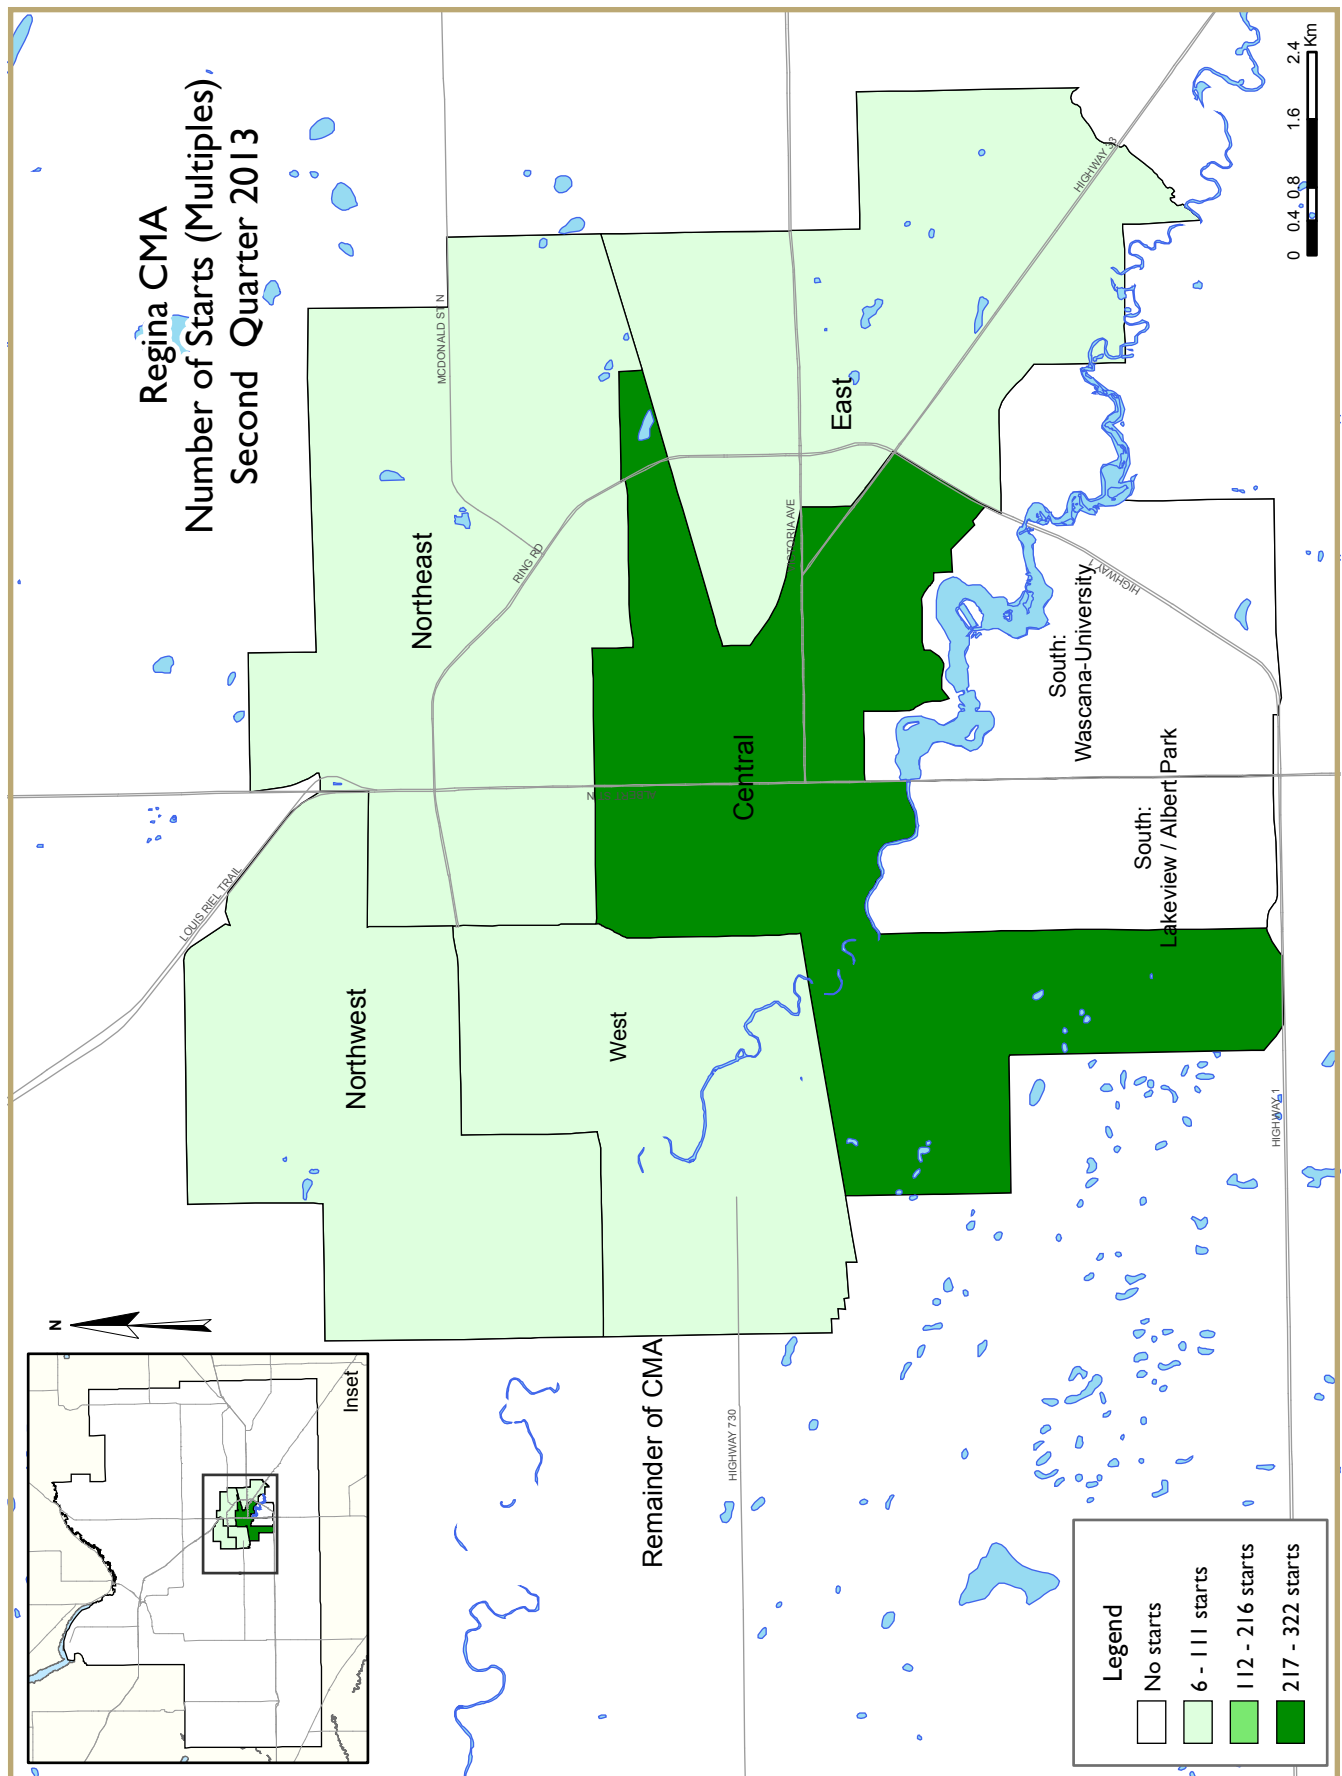 Regina CMA
Number of Starts (Multiples)
Second Quarter 2013
Inset
N
LOUIS RIEL TRAIL
MCDONALD ST N
Northeast
RING RD
Northwest
West
Central
East
HIGHWAY 33
South:
Wascana-University
HIGHWAY 1
South:
Lakeview / Albert Park
Remainder of CMA
HIGHWAY 730
HIGHWAY 1
Legend
No starts
6 - 111 starts
112 - 216 starts
217 - 322 starts
0 0.4 0.8 1.6 2.4
Km